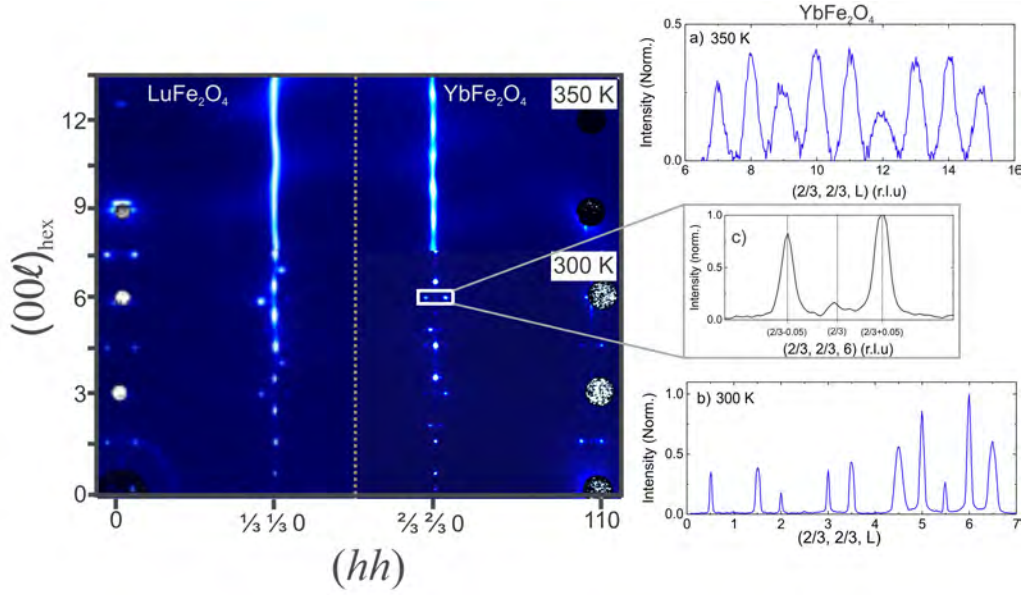 YbFe₂O₄
LuFe₂O₄
YbFe₂O₄
350 K
300 K
12
9
6
3
0
(00ℓ)hex
0
⅓ ⅓ 0
⅔ ⅔ 0
110
(hh)
a) 350 K
Intensity (Norm.)
0.5
0.0
6 8 10 12 14 16
(2/3, 2/3, L) (r.l.u)
c)
Intensity (norm.)
1.0
0.5
0.0
(2/3-0.05) (2/3) (2/3+0.05)
(2/3, 2/3, 6) (r.l.u)
b) 300 K
Intensity (Norm.)
1.0
0.5
0.0
0 1 2 3 4 5 6 7
(2/3, 2/3, L)